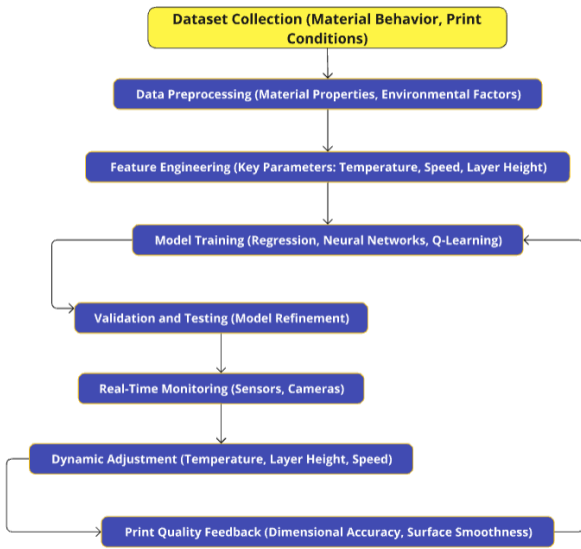 Dataset Collection (Material Behavior, Print
Conditions)
Data Preprocessing (Material Properties, Environmental Factors)
Feature Engineering (Key Parameters: Temperature, Speed, Layer Height)
Model Training (Regression, Neural Networks, Q-Learning)
Validation and Testing (Model Refinement)
Real-Time Monitoring (Sensors, Cameras)
Dynamic Adjustment (Temperature, Layer Height, Speed)
Print Quality Feedback (Dimensional Accuracy, Surface Smoothness)